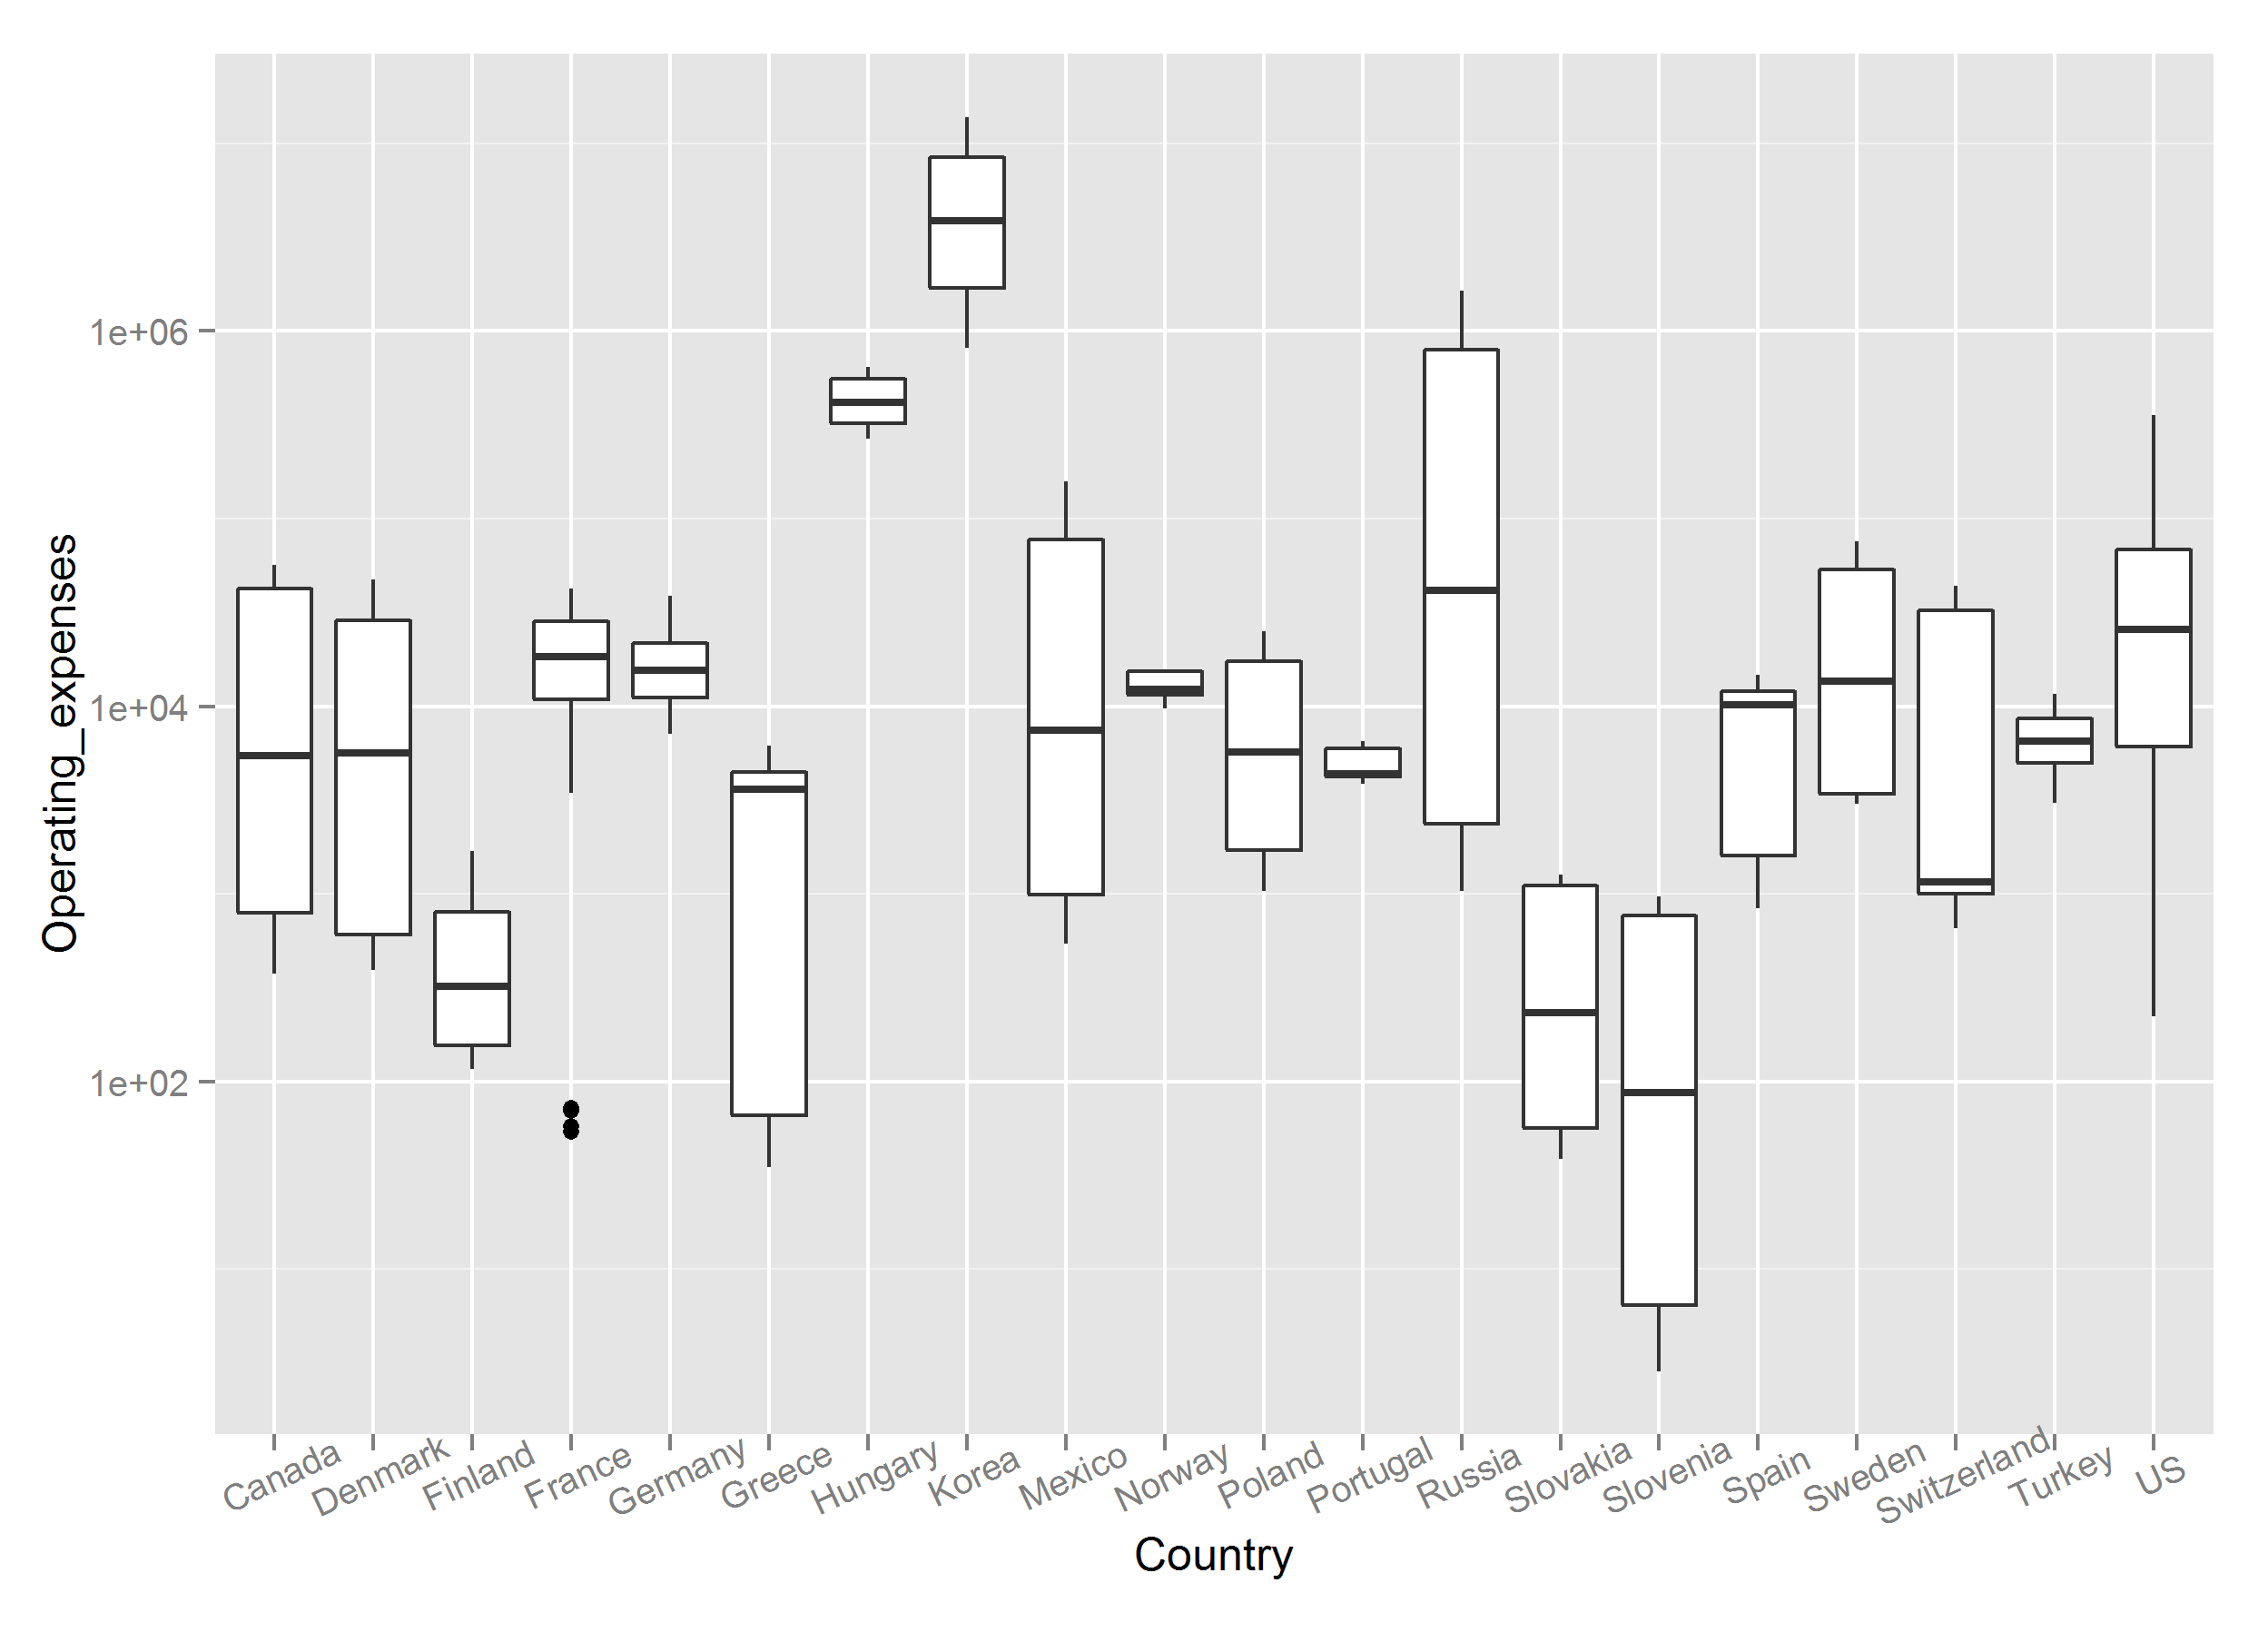 Operating_expenses
1e+06
1e+04
1e+02
Canada
Denmark
Finland
France
Germany
Greece
Hungary
Korea
Mexico
Norway
Poland
Portugal
Russia
Slovakia
Slovenia
Spain
Sweden
Switzerland
Turkey
US
Country